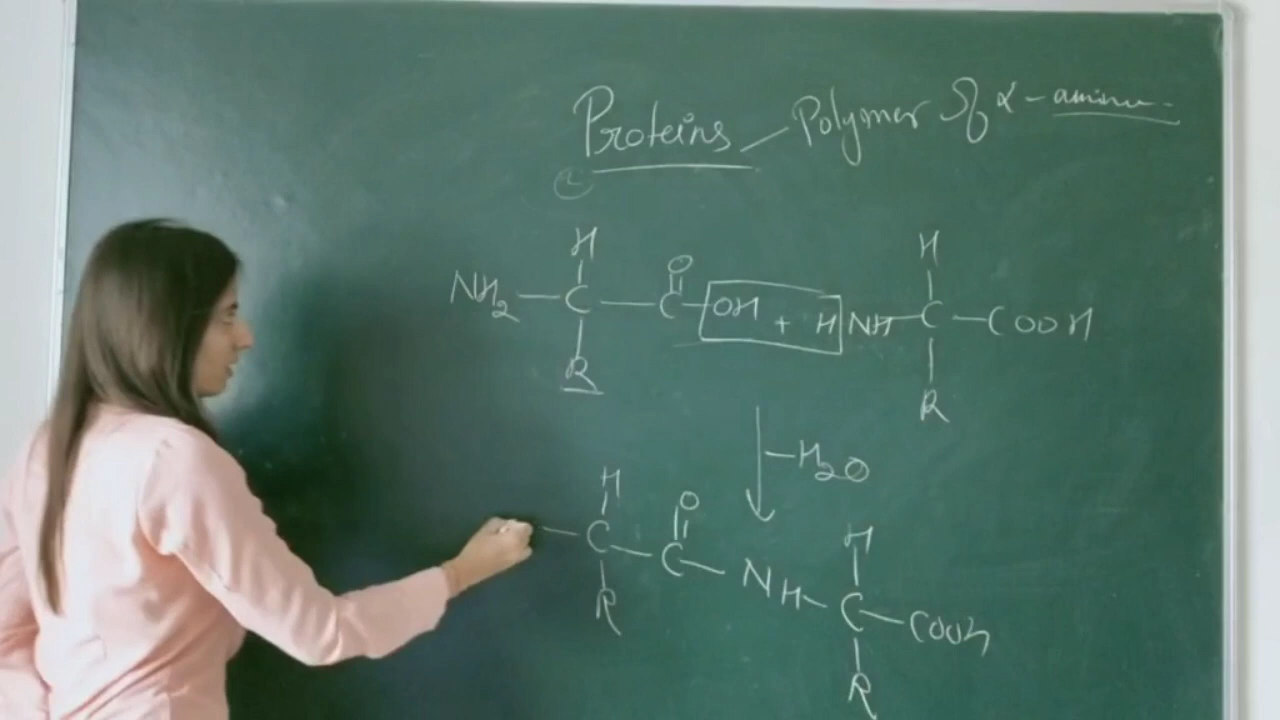 Proteins - Polymer of α- amino
H
O
H
NH2 - C - C - OH + H NH - C - COOH
R
R
-H2O
H
O
H
- C - C - NH - C - COOH
R
R